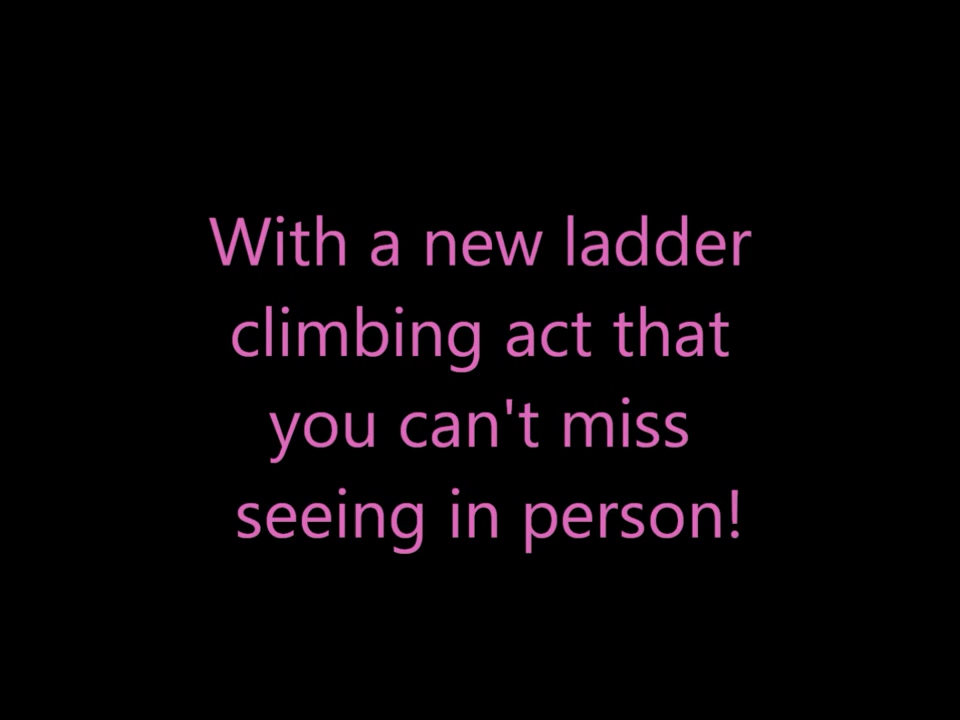 With a new ladder
climbing act that
you can't miss
seeing in person!